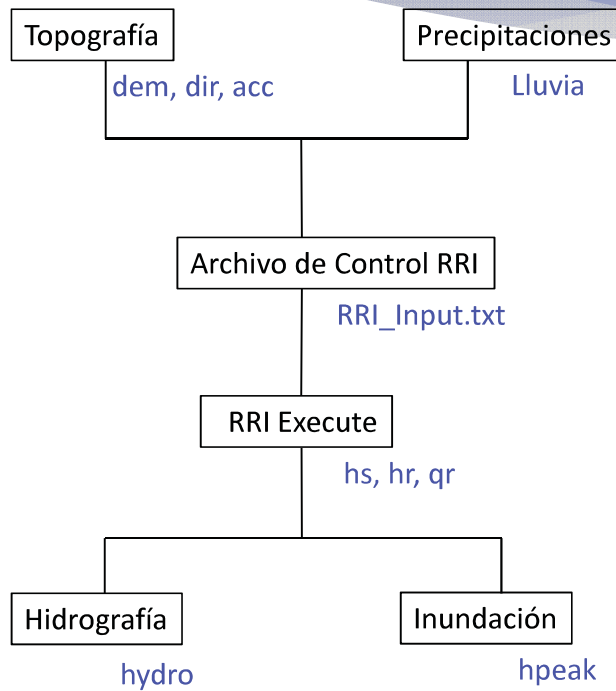 Topografía
Precipitaciones
dem, dir, acc
Lluvia
Archivo de Control RRI
RRI_Input.txt
RRI Execute
hs, hr, qr
Hidrografía
Inundación
hydro
hpeak